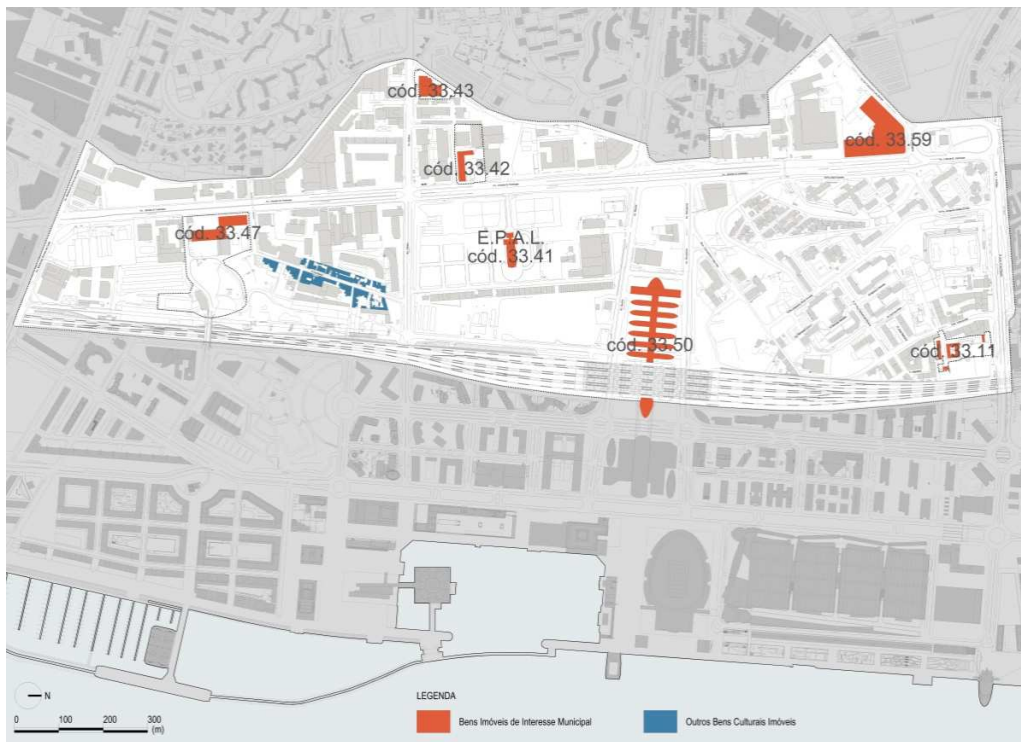 cód. 33.43
cód. 33.59
cód. 33.42
cód. 33.47
E.P.A.L.
cód. 33.41
cód. 33.50
cód. 33.11
N
0 100 200 300
(m)
LEGENDA
Bens Imóveis de Interesse Municipal
Outros Bens Culturais Imóveis